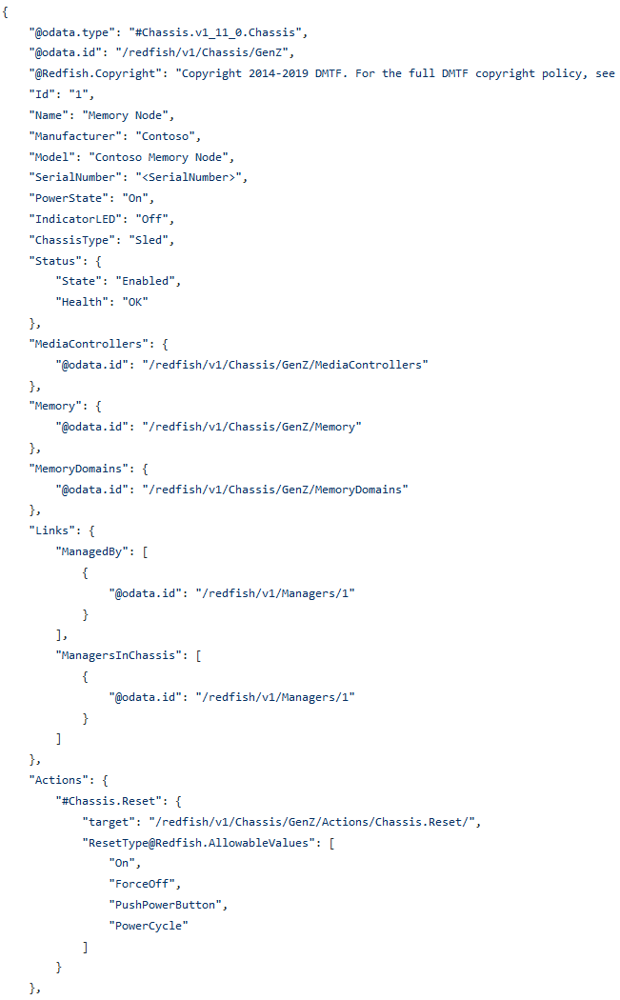 {
    "@odata.type": "#Chassis.v1_11_0.Chassis",
    "@odata.id": "/redfish/v1/Chassis/GenZ",
    "@Redfish.Copyright": "Copyright 2014-2019 DMTF. For the full DMTF copyright policy, see
    "Id": "1",
    "Name": "Memory Node",
    "Manufacturer": "Contoso",
    "Model": "Contoso Memory Node",
    "SerialNumber": "<SerialNumber>",
    "PowerState": "On",
    "IndicatorLED": "Off",
    "ChassisType": "Sled",
    "Status": {
        "State": "Enabled",
        "Health": "OK"
    },
    "MediaControllers": {
        "@odata.id": "/redfish/v1/Chassis/GenZ/MediaControllers"
    },
    "Memory": {
        "@odata.id": "/redfish/v1/Chassis/GenZ/Memory"
    },
    "MemoryDomains": {
        "@odata.id": "/redfish/v1/Chassis/GenZ/MemoryDomains"
    },
    "Links": {
        "ManagedBy": [
            {
                "@odata.id": "/redfish/v1/Managers/1"
            }
        ],
        "ManagersInChassis": [
            {
                "@odata.id": "/redfish/v1/Managers/1"
            }
        ]
    },
    "Actions": {
        "#Chassis.Reset": {
            "target": "/redfish/v1/Chassis/GenZ/Actions/Chassis.Reset/",
            "ResetType@Redfish.AllowableValues": [
                "On",
                "ForceOff",
                "PushPowerButton",
                "PowerCycle"
            ]
        }
    },